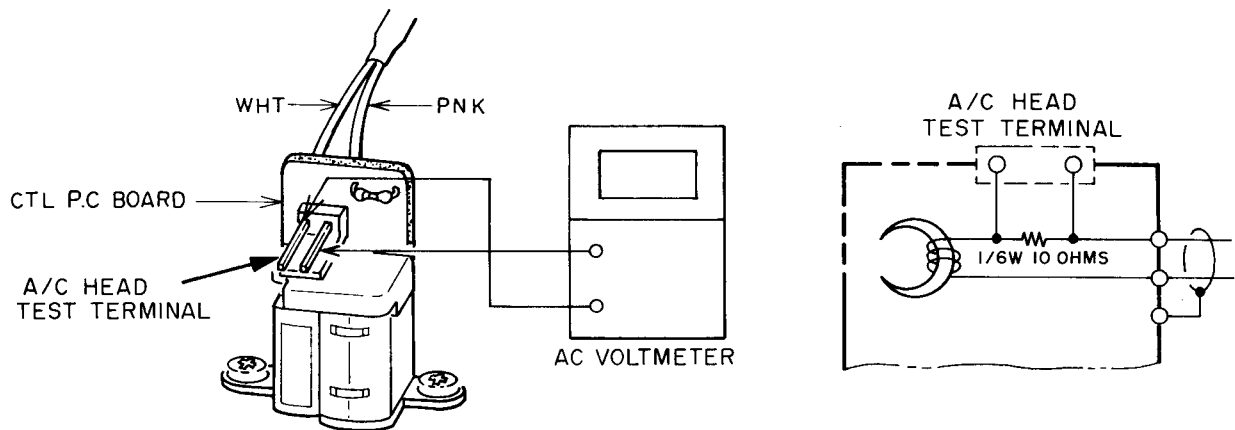 WHT
PNK
CTL P.C BOARD
A/C HEAD
TEST TERMINAL
AC VOLTMETER
A/C HEAD
TEST TERMINAL
1/6W 10 OHMS